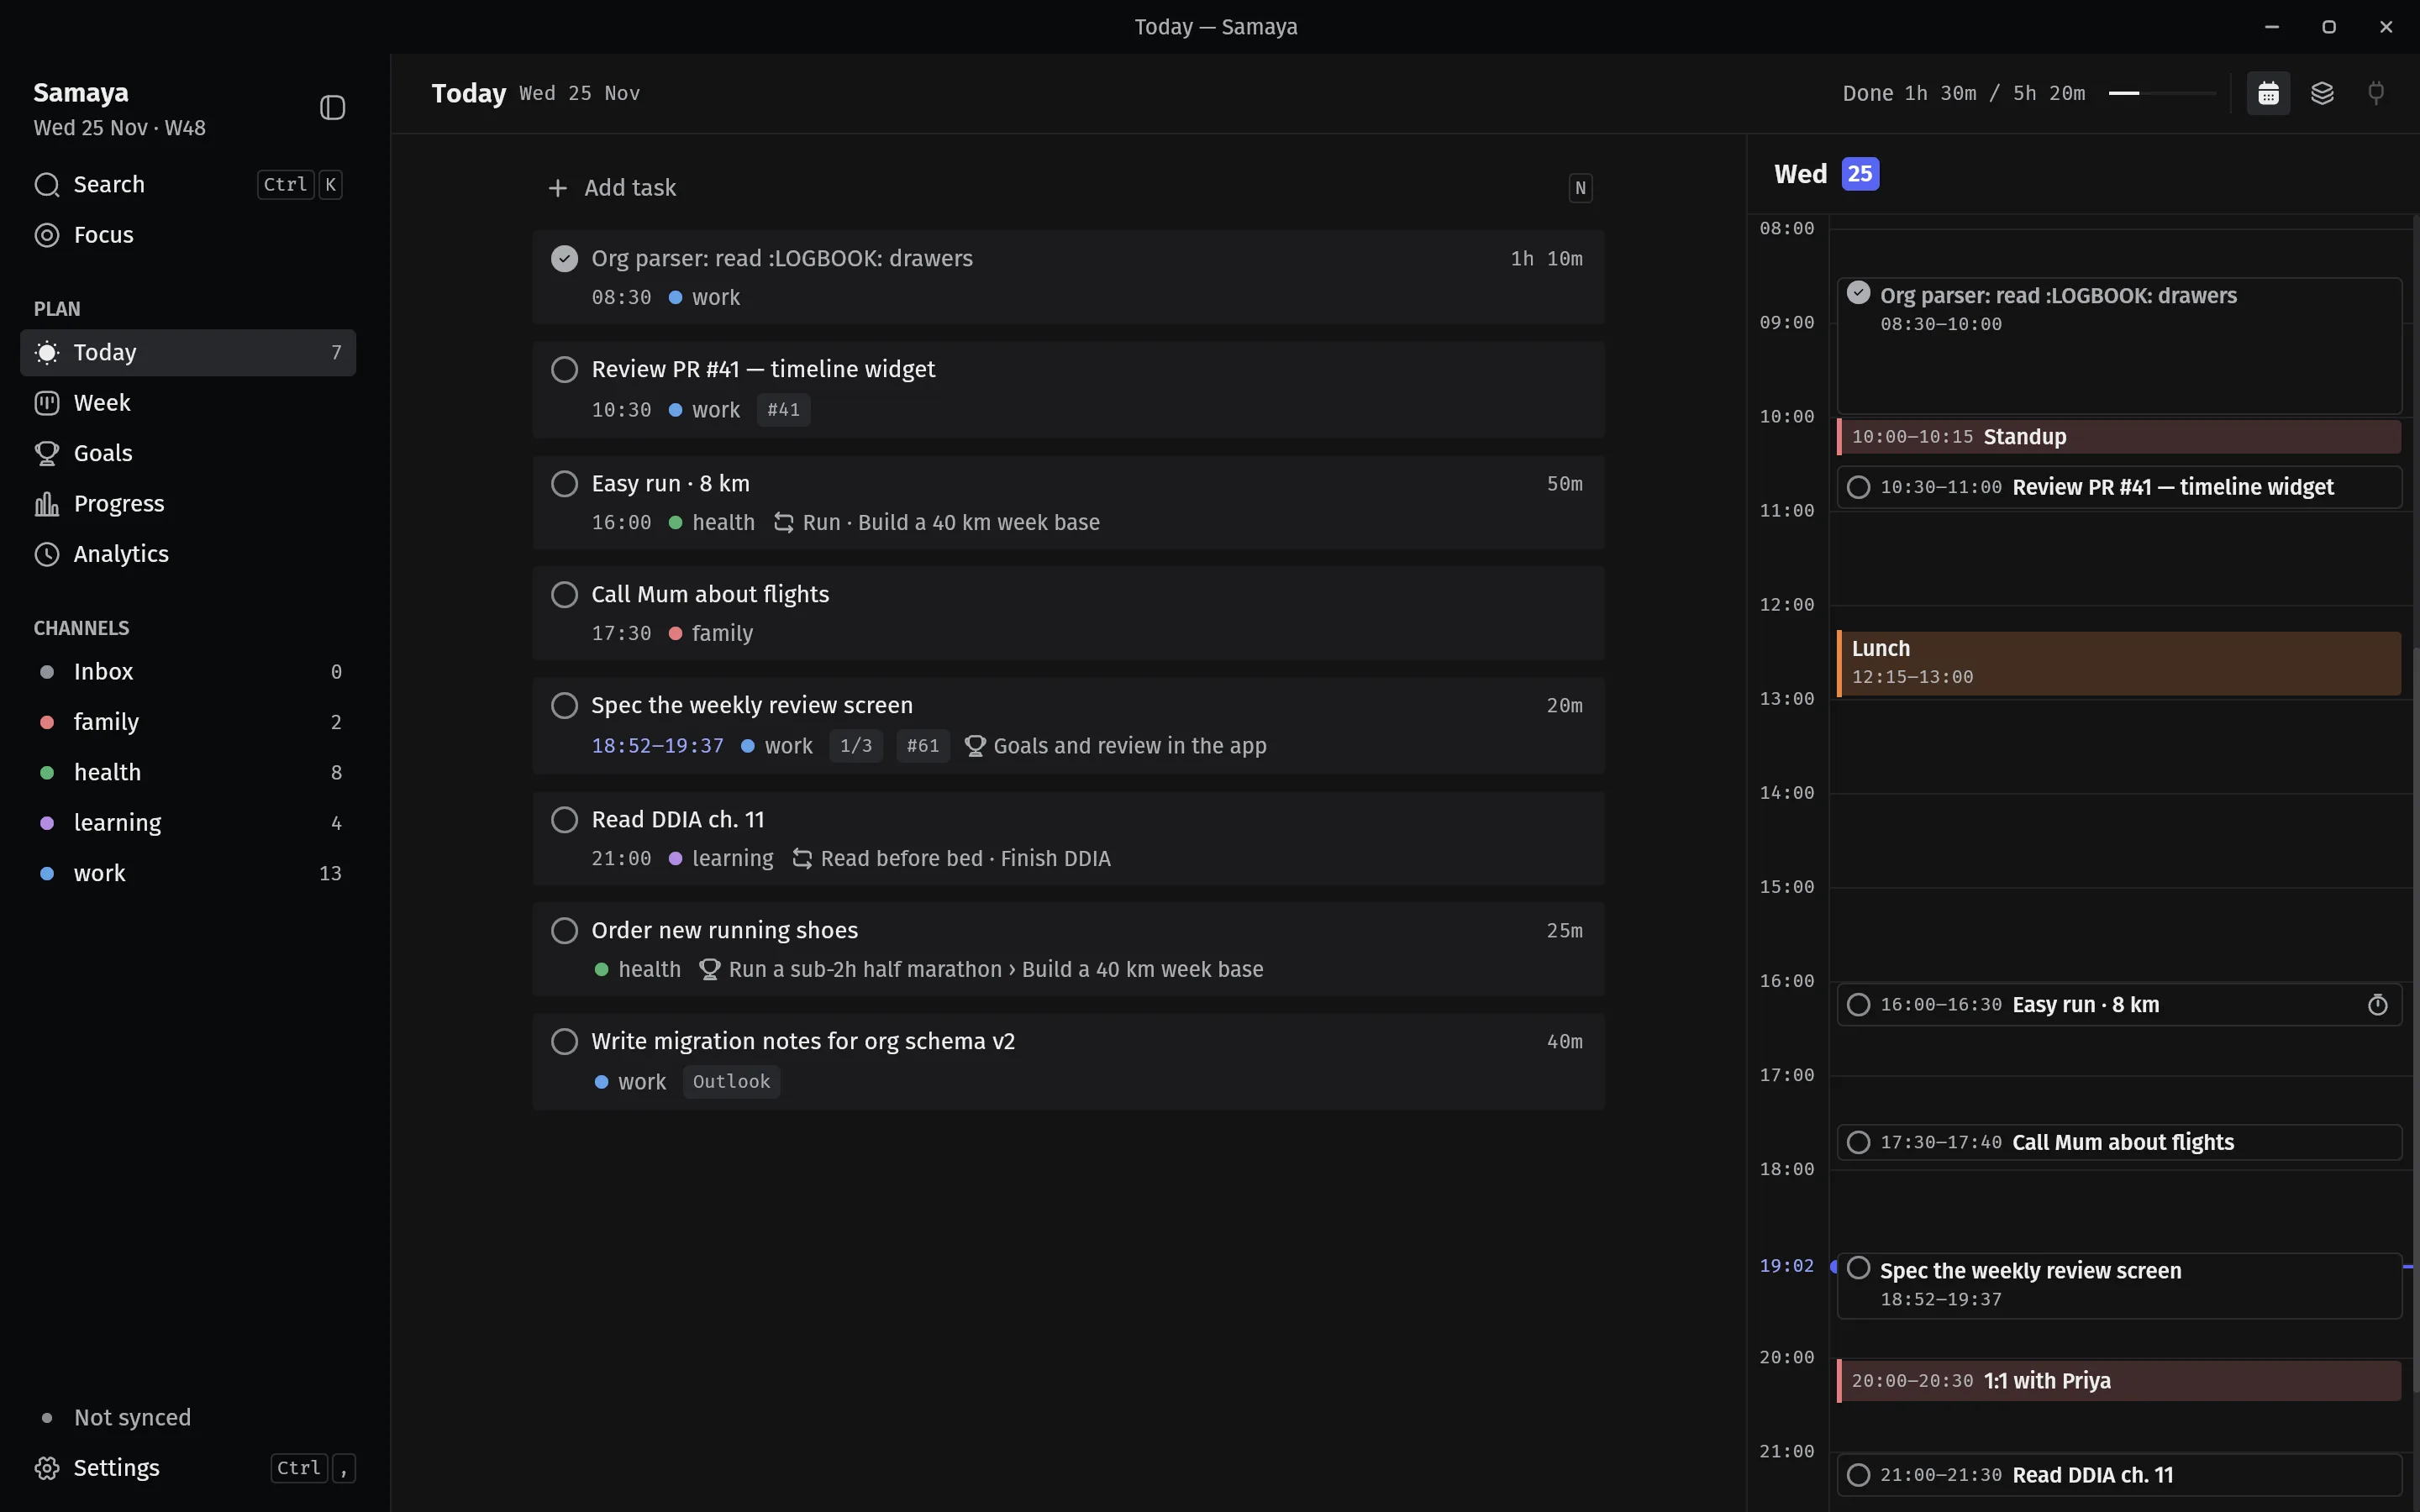 Today — Samaya
Samaya
Wed 25 Nov · W48
Search Ctrl K
Focus
PLAN
Today 7
Week
Goals
Progress
Analytics
CHANNELS
Inbox 0
family 2
health 8
learning 4
work 13
Not synced
Settings Ctrl ,
Today Wed 25 Nov
Done 1h 30m / 5h 20m
Add task N
Org parser: read :LOGBOOK: drawers 1h 10m
08:30 work
Review PR #41 — timeline widget
10:30 work #41
Easy run · 8 km 50m
16:00 health Run · Build a 40 km week base
Call Mum about flights
17:30 family
Spec the weekly review screen 20m
18:52–19:37 work 1/3 #61 Goals and review in the app
Read DDIA ch. 11
21:00 learning Read before bed · Finish DDIA
Order new running shoes 25m
health Run a sub-2h half marathon › Build a 40 km week base
Write migration notes for org schema v2 40m
work Outlook
Wed 25
08:00
Org parser: read :LOGBOOK: drawers
09:00 08:30–10:00
10:00
10:00–10:15 Standup
10:30–11:00 Review PR #41 — timeline widget
11:00
12:00
Lunch
12:15–13:00
13:00
14:00
15:00
16:00
16:00–16:30 Easy run · 8 km
17:00
17:30–17:40 Call Mum about flights
18:00
19:02 Spec the weekly review screen
18:52–19:37
20:00
20:00–20:30 1:1 with Priya
21:00
21:00–21:30 Read DDIA ch. 11